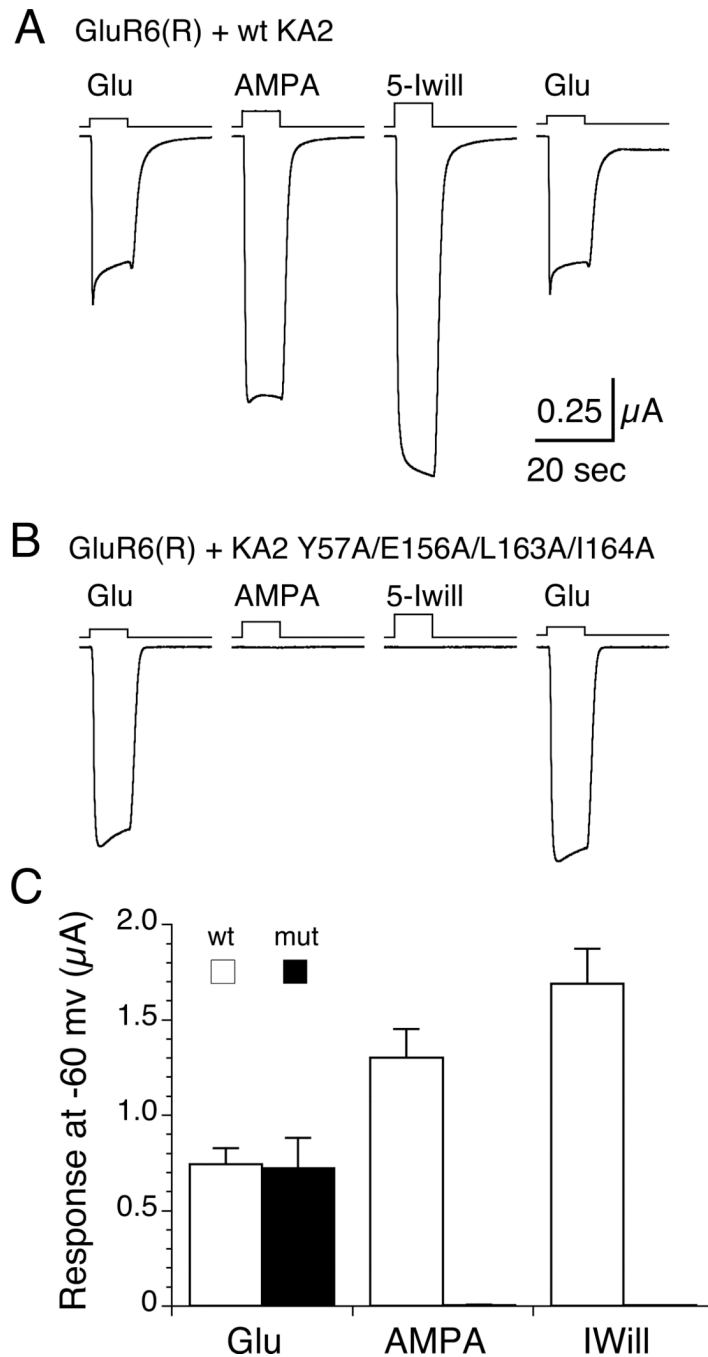 A GluR6(R) + wt KA2
Glu AMPA 5-Iwill Glu
0.25 µA
20 sec
B GluR6(R) + KA2 Y57A/E156A/L163A/I164A
Glu AMPA 5-Iwill Glu
C
Response at -60 mv (µA)
2.0
1.5
1.0
0.5
0
wt mut
Glu AMPA IWill